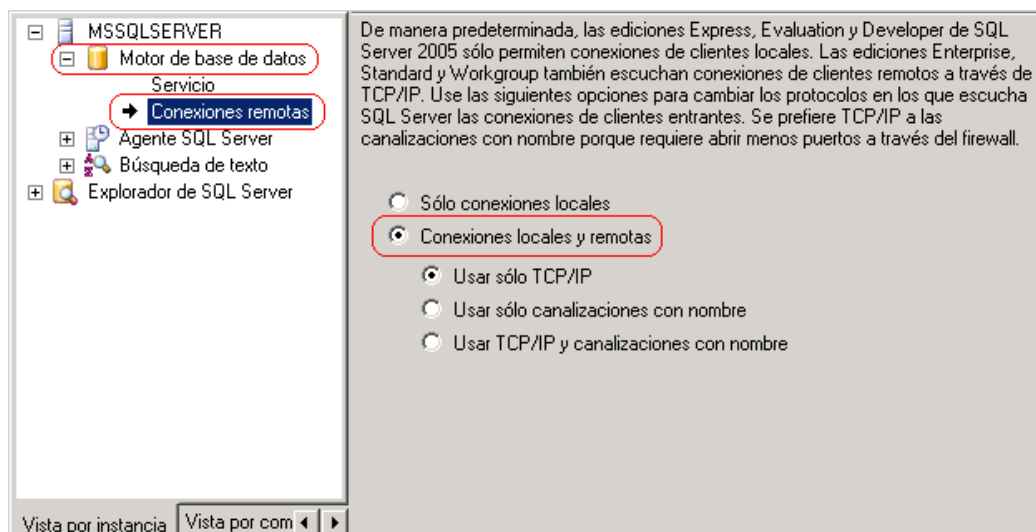 MSSQLSERVER
Motor de base de datos
Servicio
Conexiones remotas
Agente SQL Server
Búsqueda de texto
Explorador de SQL Server
Vista por instancia
Vista por com
De manera predeterminada, las ediciones Express, Evaluation y Developer de SQL
Server 2005 sólo permiten conexiones de clientes locales. Las ediciones Enterprise,
Standard y Workgroup también escuchan conexiones de clientes remotos a través de
TCP/IP. Use las siguientes opciones para cambiar los protocolos en los que escucha
SQL Server las conexiones de clientes entrantes. Se prefiere TCP/IP a las
canalizaciones con nombre porque requiere abrir menos puertos a través del firewall.
Sólo conexiones locales
Conexiones locales y remotas
Usar sólo TCP/IP
Usar sólo canalizaciones con nombre
Usar TCP/IP y canalizaciones con nombre